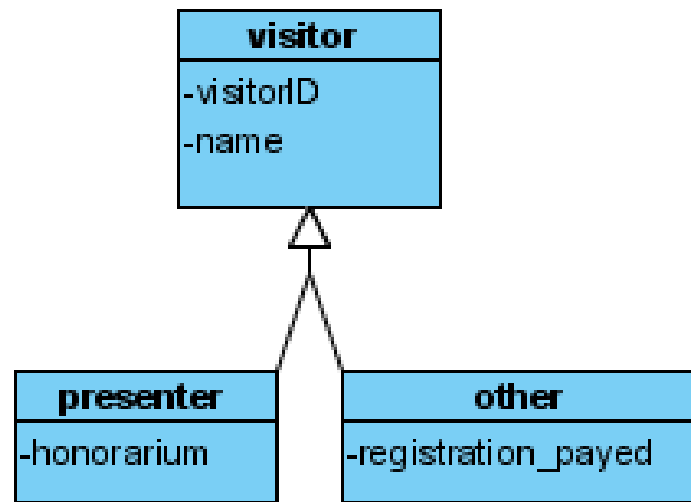 visitor
-visitorID
-name
presenter
-honorarium
other
-registration_payed